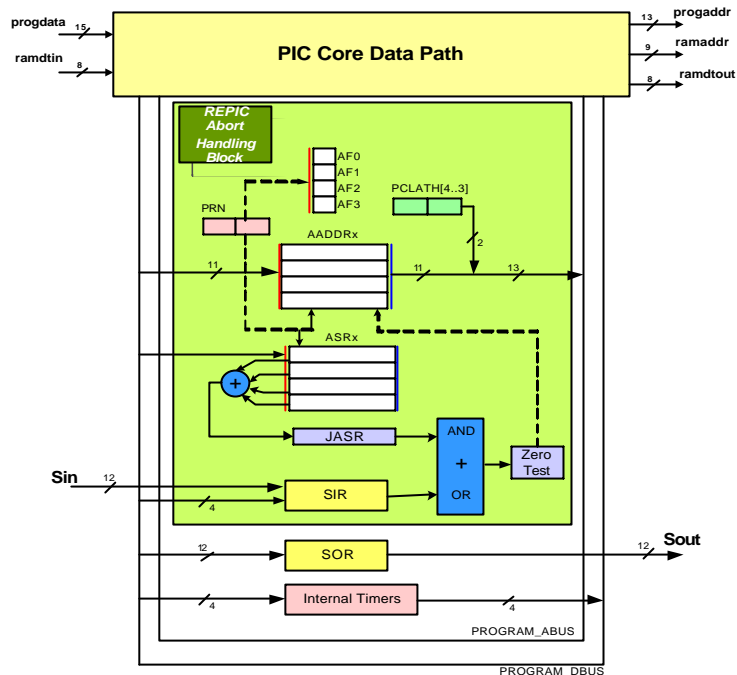 progdata
15
ramdtin
8
PIC Core Data Path
13
progaddr
9
ramaddr
8
ramdtout
REPIC
Abort
Handling
Block
AF0
AF1
AF2
AF3
PRN
PCLATH[4..3]
AADDRx
2
11
11
13
ASRx
+
JASR
AND
+
OR
Zero
Test
Sin
12
4
SIR
12
SOR
12
Sout
4
Internal Timers
4
PROGRAM_ABUS
PROGRAM_DBUS